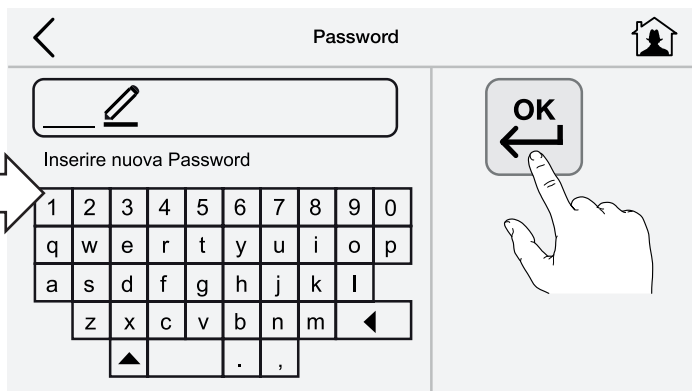 Password
OK
Inserire nuova Password
1 2 3 4 5 6 7 8 9 0
q w e r t y u i o p
a s d f g h j k l
z x c v b n m
. ,